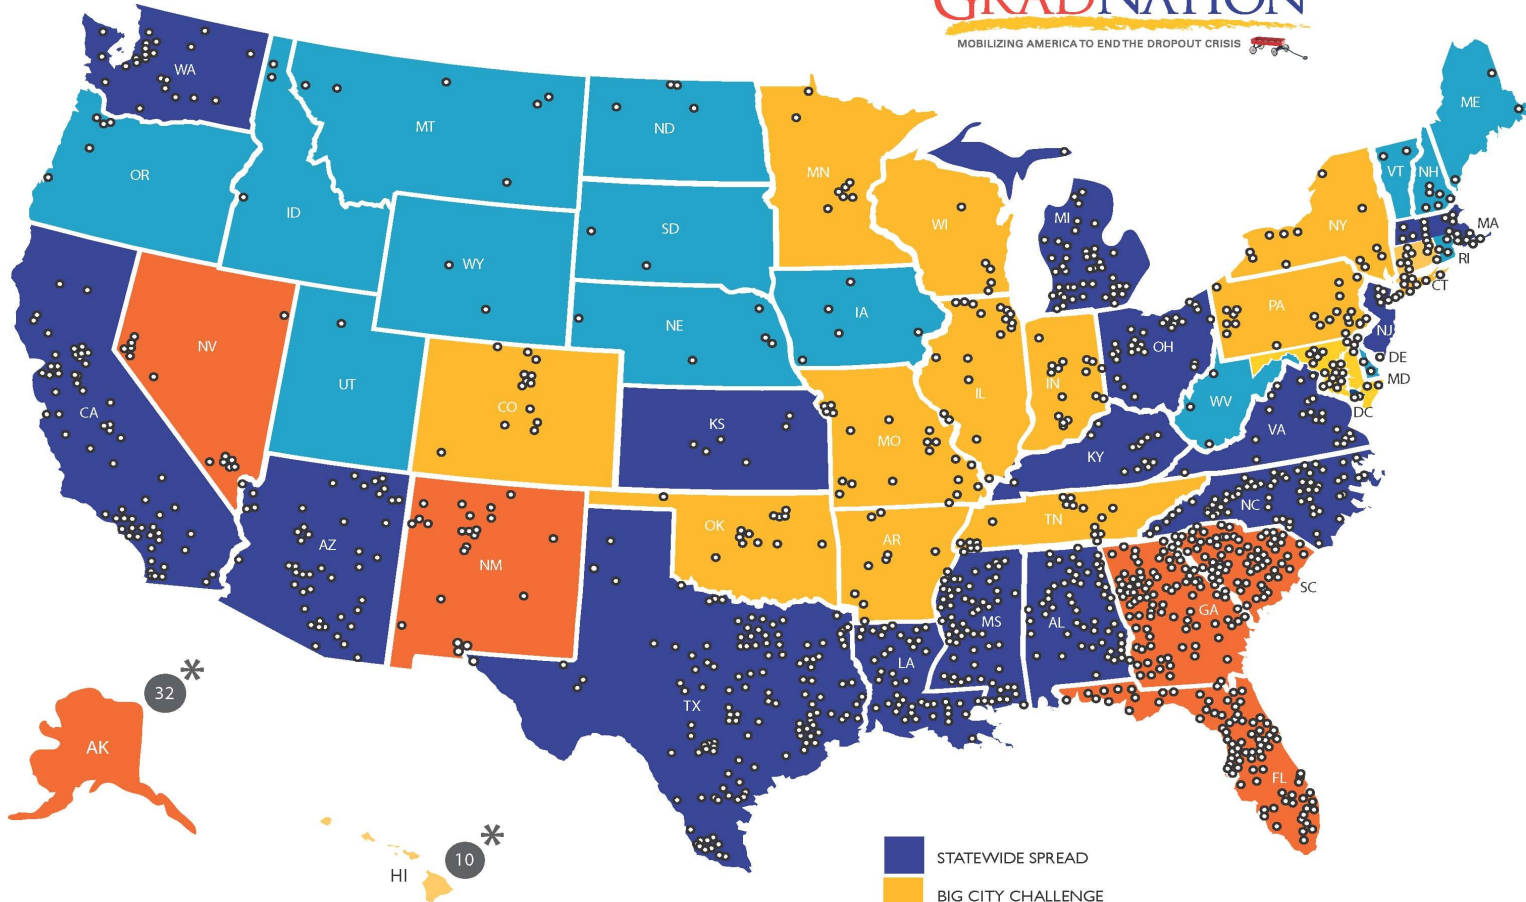 GRADNATION
MOBILIZING AMERICA TO END THE DROPOUT CRISIS
WA
MT
ND
MN
ME
OR
ID
SD
WI
MI
VT
NH
NY
MA
RI
CT
WY
NE
IA
PA
NJ
NV
UT
CO
KS
MO
IL
IN
OH
DE
MD
DC
WV
VA
CA
KY
AZ
NM
OK
AR
TN
NC
SC
TX
LA
MS
AL
GA
FL
32 *
AK
10 *
HI
STATEWIDE SPREAD
BIG CITY CHALLENGE